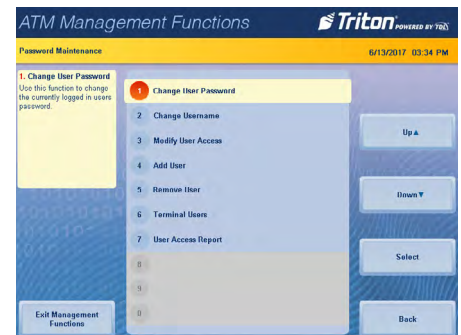 ATM Management Functions
Triton POWERED BY TDL
Password Maintenance
6/13/2017 03:34 PM
1. Change User Password
Use this function to change
the currently logged in users
password.
1 Change User Password
2 Change Username
3 Modify User Access
4 Add User
5 Remove User
6 Terminal Users
7 User Access Report
8
9
0
Up▲
Down▼
Select
Back
Exit Management
Functions